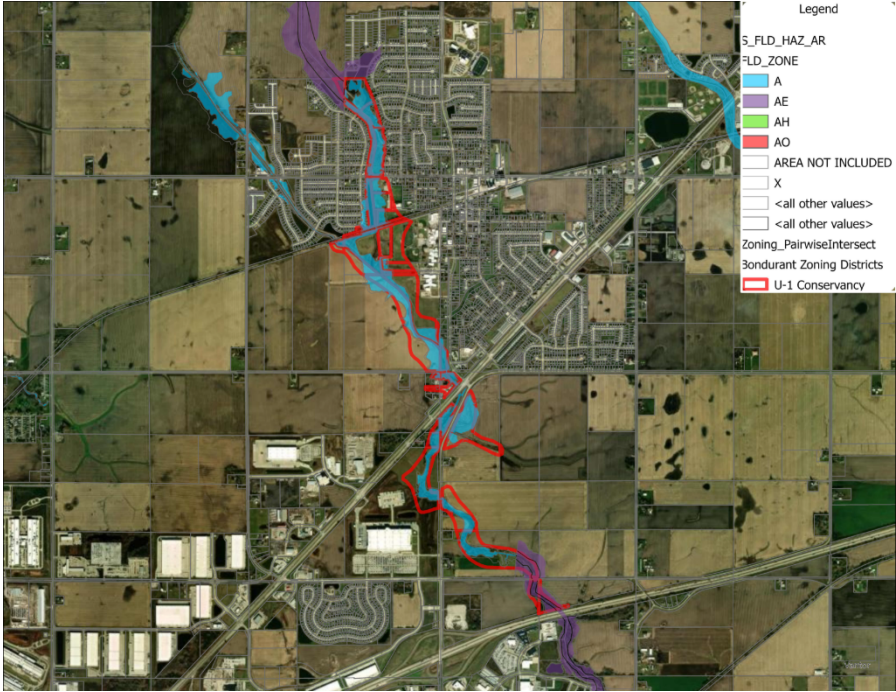 Legend
S_FLD_HAZ_AR
FLD_ZONE
A
AE
AH
AO
AREA NOT INCLUDED
X
<all other values>
<all other values>
Zoning_PairwiseIntersect
Bondurant Zoning Districts
U-1 Conservancy